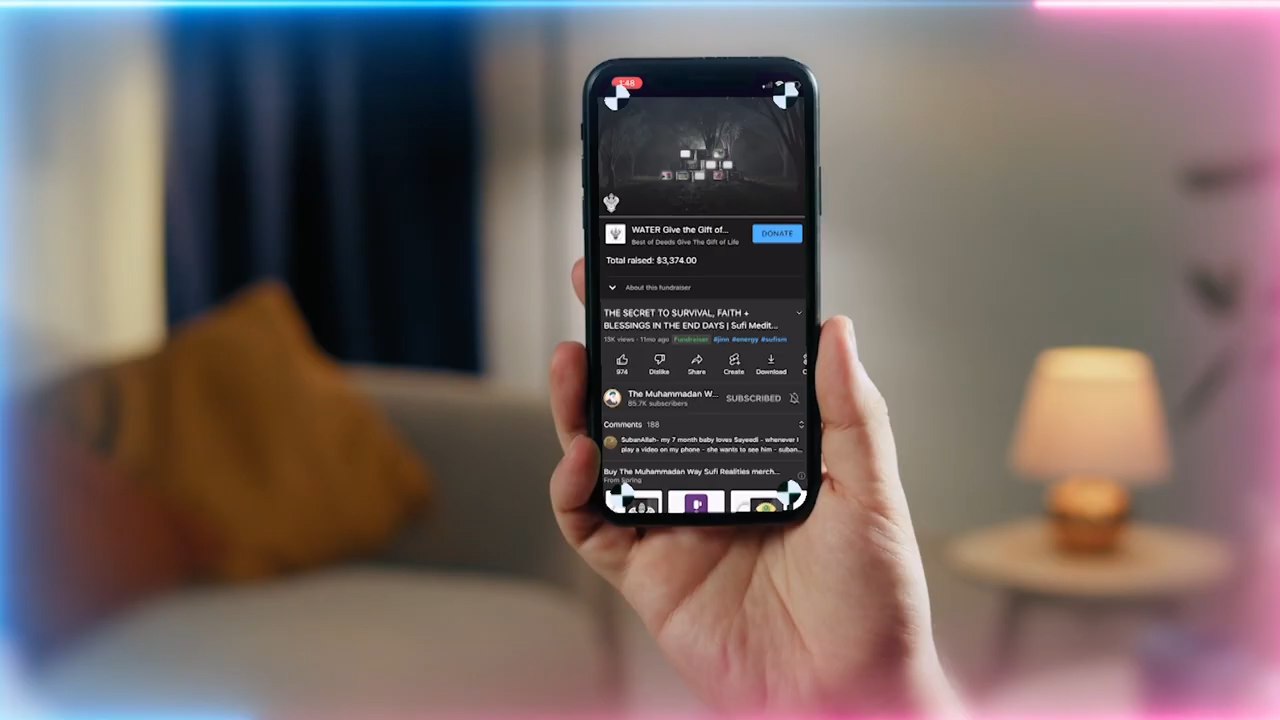 1:48
WATER Give the Gift of...
Best of Deeds Give The Gift of Life
DONATE
Total raised: $3,374.00
About this fundraiser
THE SECRET TO SURVIVAL, FAITH +
BLESSINGS IN THE END DAYS | Sufi Medit...
13K views · 11mo ago Fundraiser #jinn #energy #sufism
974 Dislike Share Create Download
The Muhammadan W... SUBSCRIBED
85.7K subscribers
Comments 188
SubanAllah- my 7 month baby loves Sayeedi - whenever I
play a video on my phone - she wants to see him - suban...
Buy The Muhammadan Way Sufi Realities merch...
From Spring